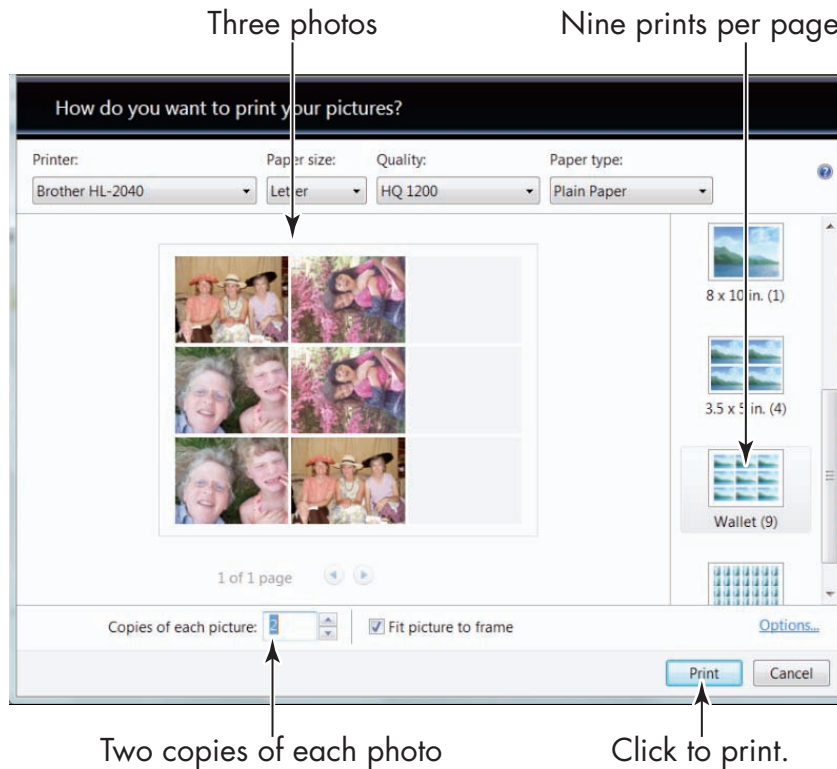 Three photos
Nine prints per page
How do you want to print your pictures?
Printer:
Paper size:
Quality:
Paper type:
Brother HL-2040
Letter
HQ 1200
Plain Paper
8 x 10 in. (1)
3.5 x 5 in. (4)
Wallet (9)
1 of 1 page
Copies of each picture:
2
Fit picture to frame
Options...
Print
Cancel
Two copies of each photo
Click to print.